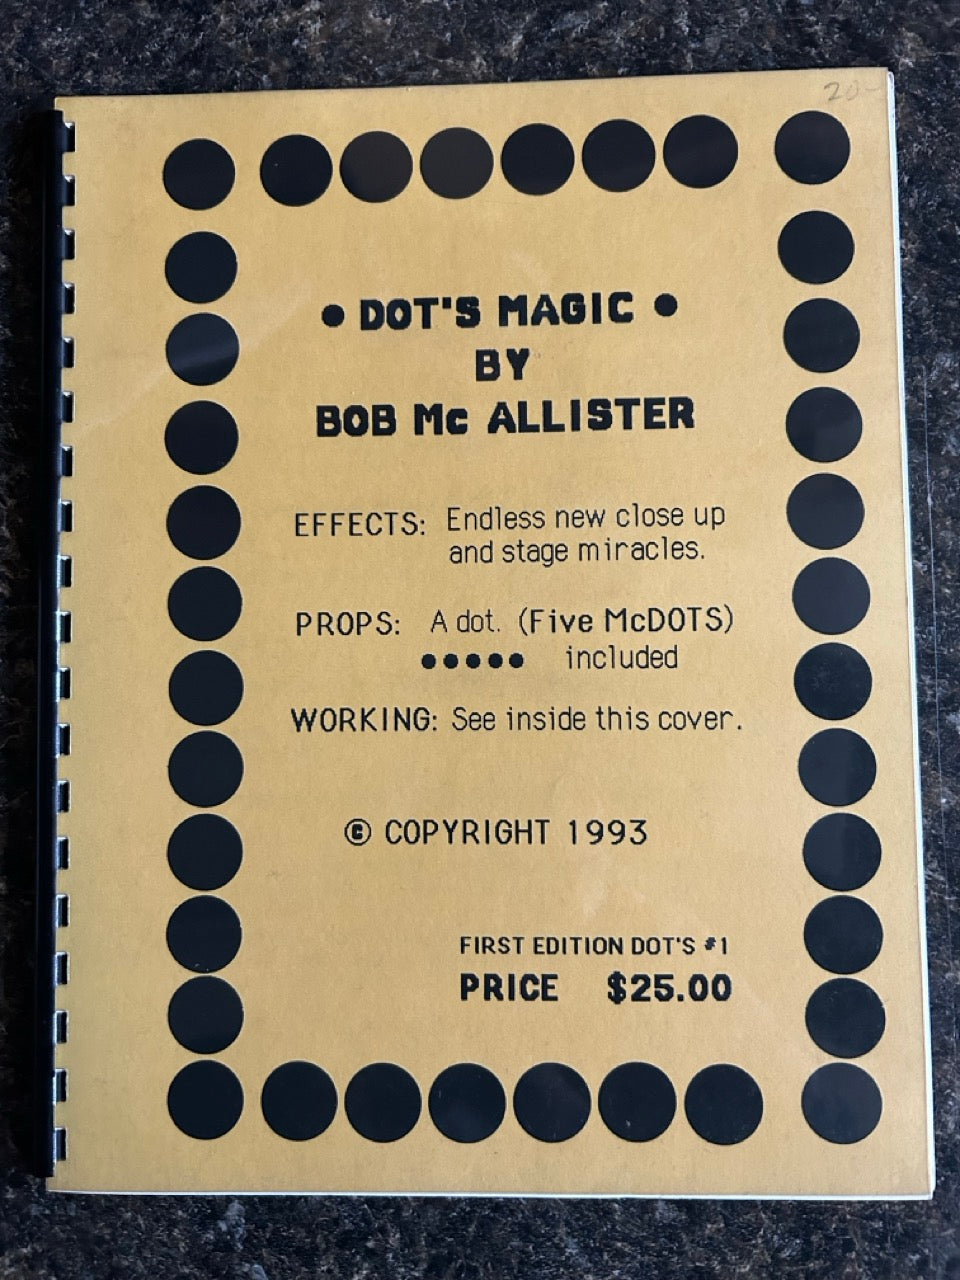 20-
• DOT'S MAGIC •
BY
BOB Mc ALLISTER
EFFECTS: Endless new close up
and stage miracles.
PROPS: A dot. (Five McDOTS)
••••• included
WORKING: See inside this cover.
© COPYRIGHT 1993
FIRST EDITION DOT'S #1
PRICE $25.00